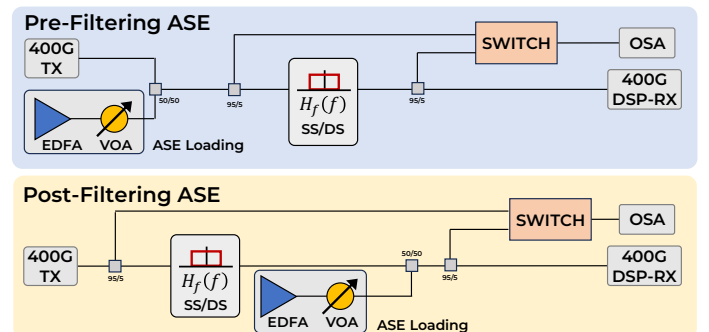 Pre-Filtering ASE
400G
TX
50/50
95/5
EDFA
VOA
ASE Loading
H_f(f)
SS/DS
95/5
SWITCH
OSA
400G
DSP-RX
Post-Filtering ASE
400G
TX
95/5
H_f(f)
SS/DS
EDFA
VOA
ASE Loading
50/50
95/5
SWITCH
OSA
400G
DSP-RX